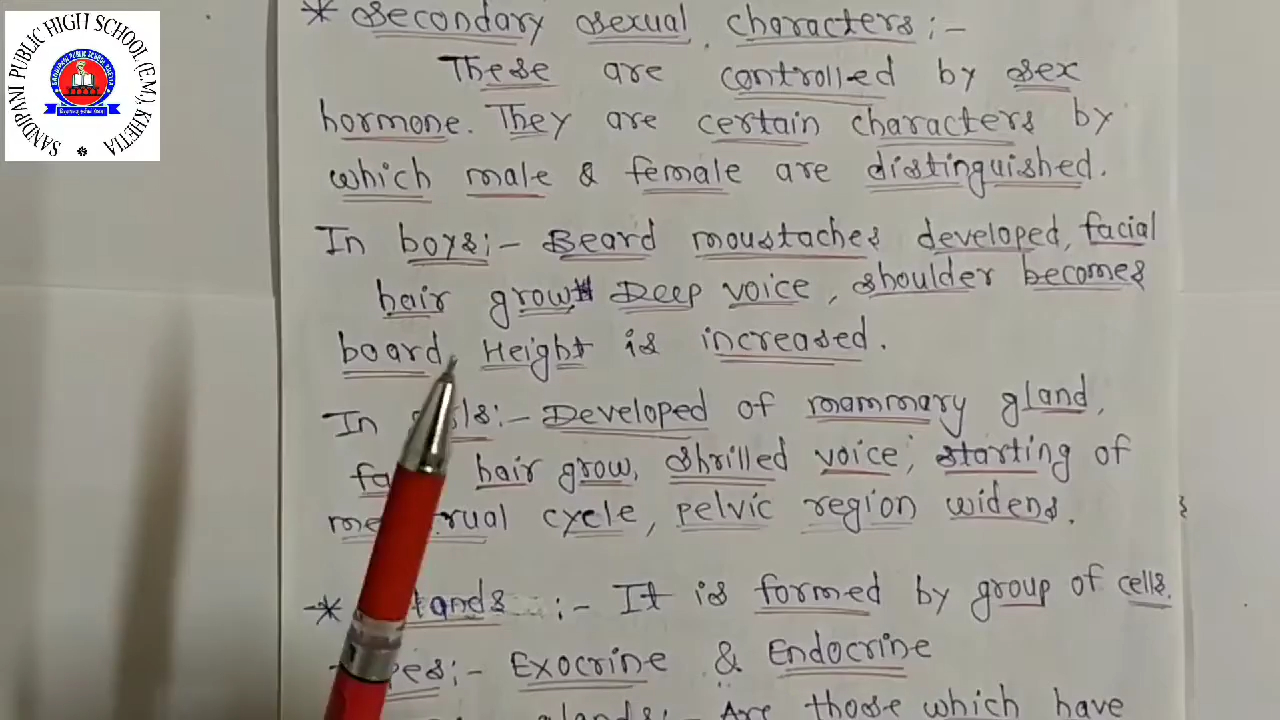 SANDIPANI PUBLIC HIGH SCHOOL (E.M), KHETIA
* Secondary sexual characters :-
These are controlled by sex
hormone. They are certain characters by
which male & female are distinguished.
In boys :- Beard moustaches developed, facial
hair grow Deep voice, shoulder becomes
board, Height is increased.
In :- Developed of mammary gland,
hair grow, shrilled voice, starting of
cycle, pelvic region widens.
* :- It is formed by group of cells.
:- Exocrine & Endocrine
glands :- Are those which have